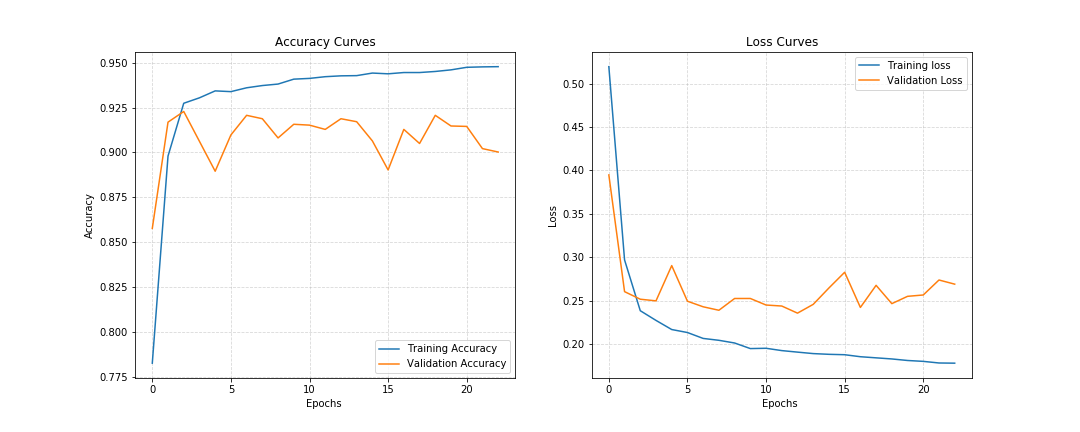 Accuracy Curves
0.950
0.925
0.900
0.875
0.850
0.825
0.800
0.775
Accuracy
0 5 10 15 20
Epochs
Training Accuracy
Validation Accuracy
Loss Curves
0.50
0.45
0.40
0.35
0.30
0.25
0.20
Loss
0 5 10 15 20
Epochs
Training loss
Validation Loss